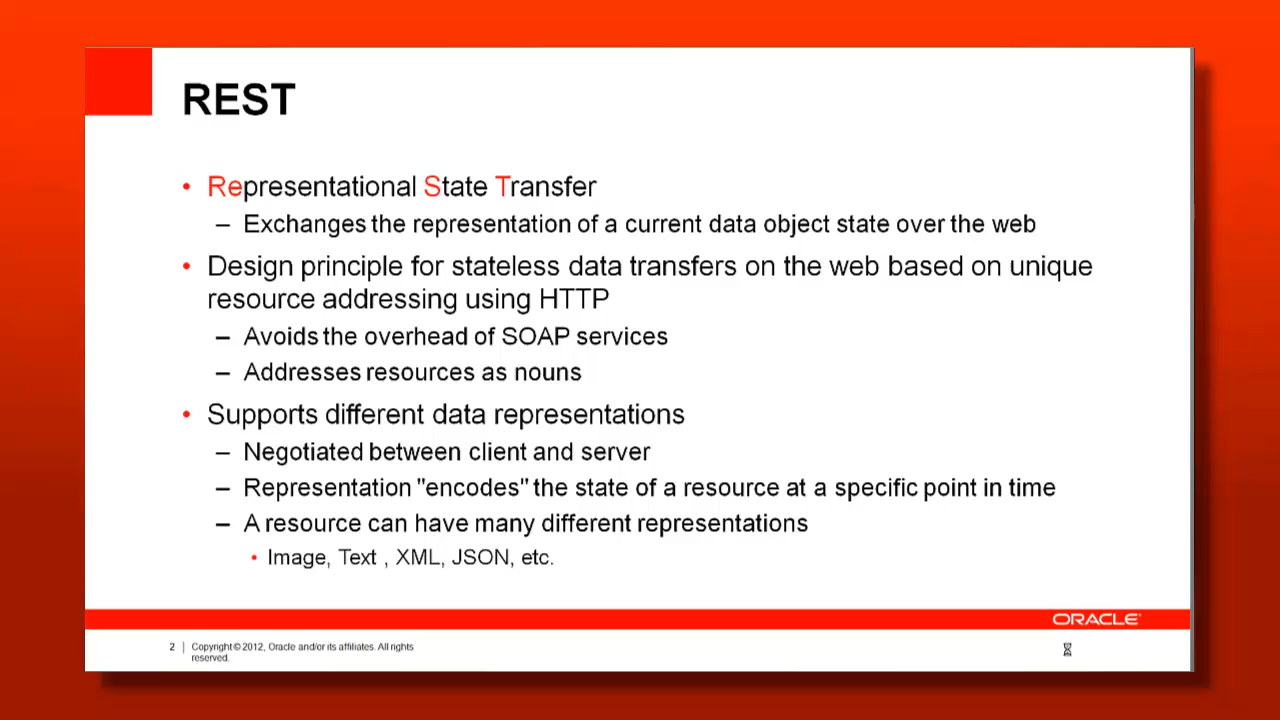 REST
• Representational State Transfer
– Exchanges the representation of a current data object state over the web
• Design principle for stateless data transfers on the web based on unique
resource addressing using HTTP
– Avoids the overhead of SOAP services
– Addresses resources as nouns
• Supports different data representations
– Negotiated between client and server
– Representation "encodes" the state of a resource at a specific point in time
– A resource can have many different representations
• Image, Text , XML, JSON, etc.
ORACLE®
2 | Copyright © 2012, Oracle and/or its affiliates. All rights
reserved.